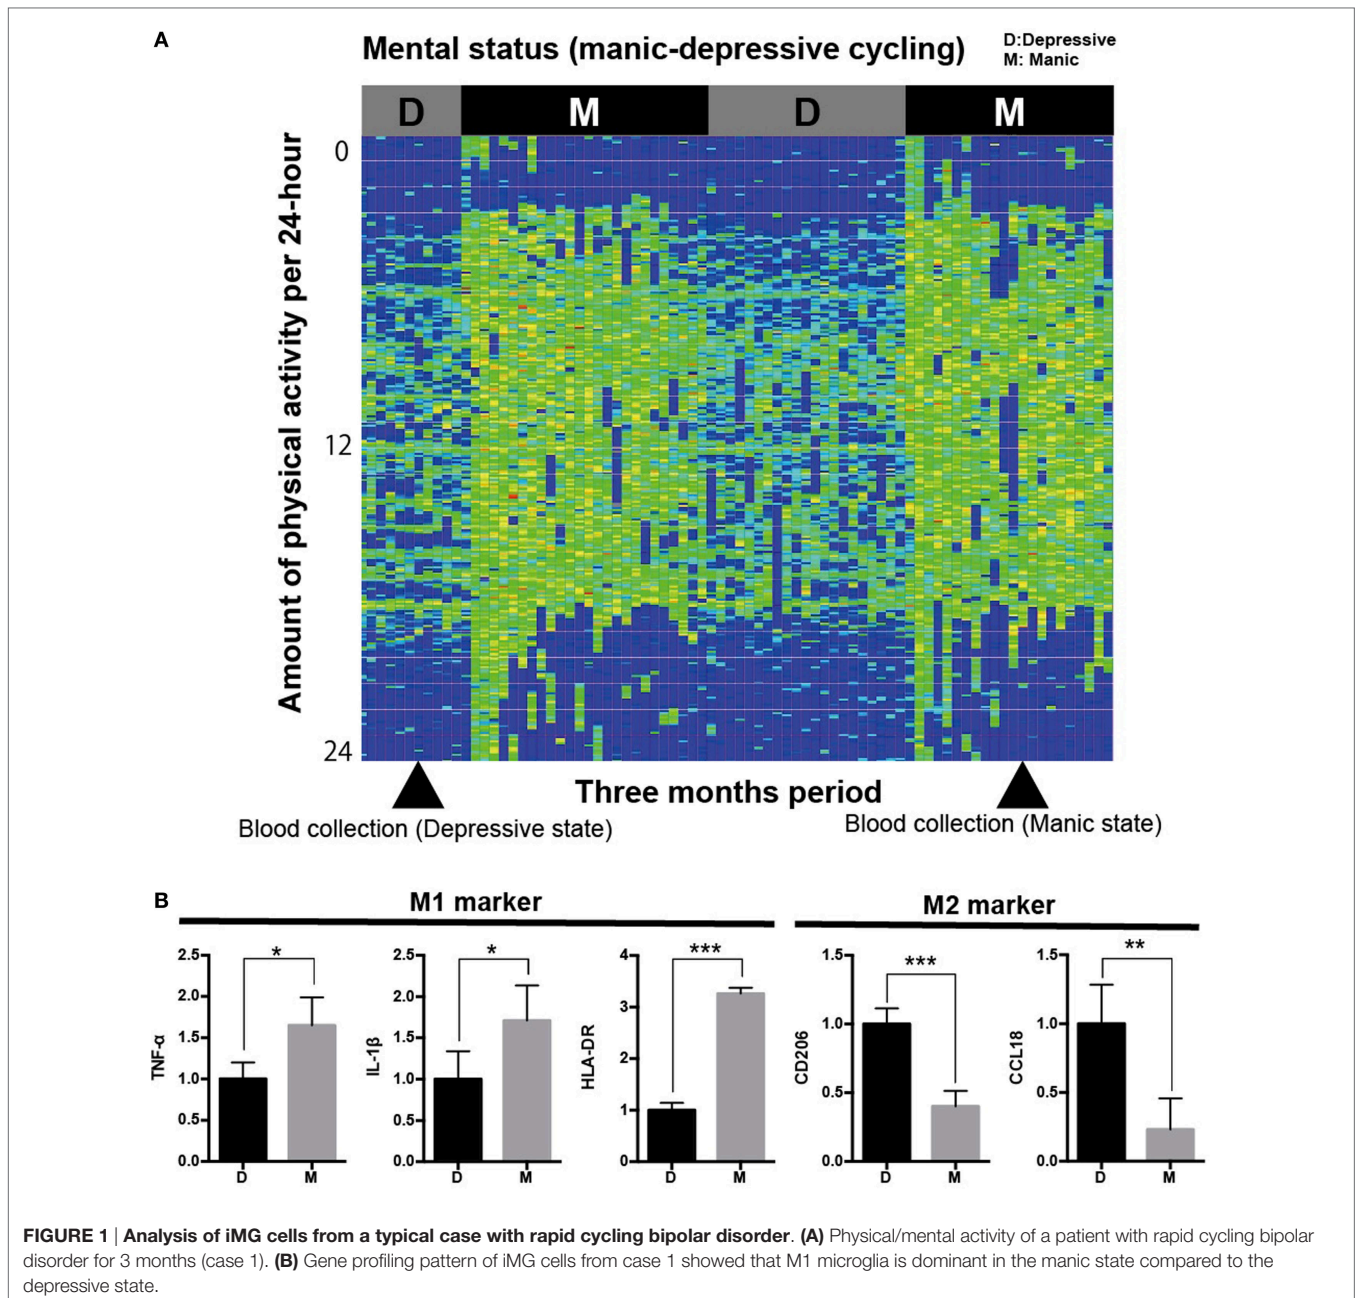 A
Mental status (manic-depressive cycling)
D:Depressive
M: Manic
D
M
D
M
Amount of physical activity per 24-hour
0
12
24
Three months period
Blood collection (Depressive state)
Blood collection (Manic state)
B
M1 marker
M2 marker
TNF-α
2.5
2.0
1.5
1.0
0.5
0.0
*
D
M
IL-1β
2.5
2.0
1.5
1.0
0.5
0.0
*
D
M
HLA-DR
4
3
2
1
0
***
D
M
CD206
1.5
1.0
0.5
0.0
***
D
M
CCL18
1.5
1.0
0.5
0.0
**
D
M
FIGURE 1 | Analysis of iMG cells from a typical case with rapid cycling bipolar disorder. (A) Physical/mental activity of a patient with rapid cycling bipolar
disorder for 3 months (case 1). (B) Gene profiling pattern of iMG cells from case 1 showed that M1 microglia is dominant in the manic state compared to the
depressive state.